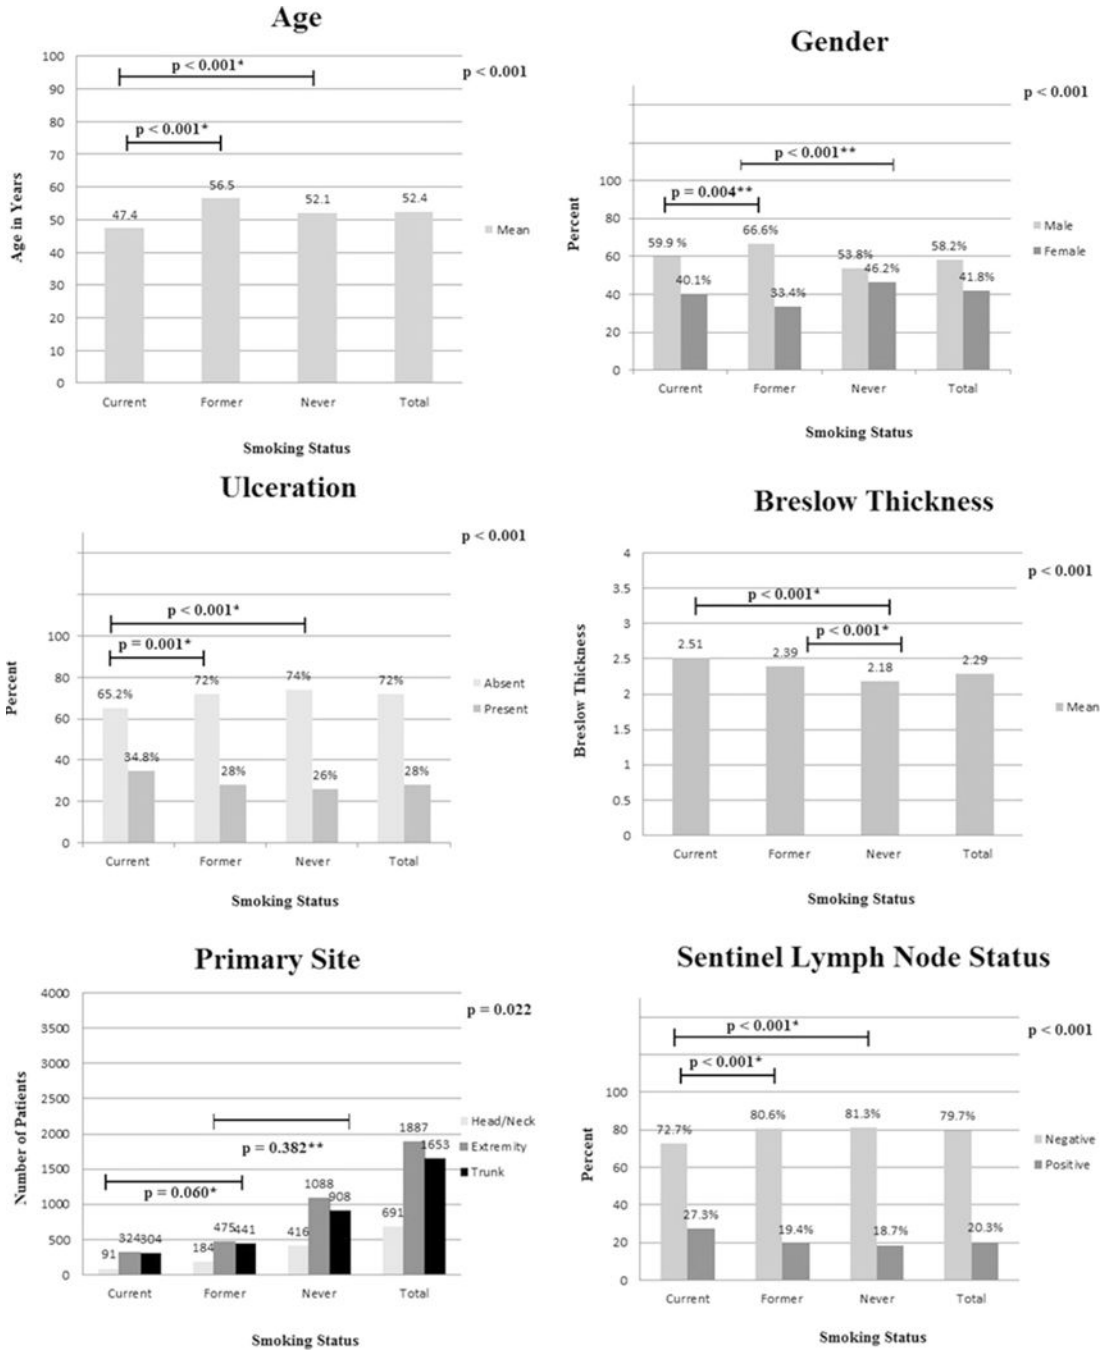 Age
100
p < 0.001*
p < 0.001
90
80
p < 0.001*
70
60
56.5
52.1
52.4
50
47.4
40
30
20
10
0
Age in Years
Mean
Current Former Never Total
Smoking Status
Gender
p < 0.001
p < 0.001**
p = 0.004**
100
80
66.6%
59.9 %
53.8%
58.2%
60
46.2%
40.1%
41.8%
40
33.4%
20
0
Percent
Male
Female
Current Former Never Total
Smoking Status
Ulceration
p < 0.001
p < 0.001*
p = 0.001*
100
80
72%
74%
72%
65.2%
60
40
34.8%
28%
26%
28%
20
0
Percent
Absent
Present
Current Former Never Total
Smoking Status
Breslow Thickness
4
p < 0.001
3.5
p < 0.001*
3
p < 0.001*
2.51
2.39
2.18
2.29
2.5
2
1.5
1
0.5
0
Breslow Thickness
Mean
Current Former Never Total
Smoking Status
Primary Site
4000
p = 0.022
3500
3000
2500
2000
1887
1653
p = 0.382**
1500
p = 0.060*
1088
908
1000
691
475
441
416
500
324
304
184
91
0
Number of Patients
Head/Neck
Extremity
Trunk
Current Former Never Total
Smoking Status
Sentinel Lymph Node Status
p < 0.001
p < 0.001*
p < 0.001*
100
80.6%
81.3%
79.7%
80
72.7%
60
40
27.3%
19.4%
18.7%
20.3%
20
0
Percent
Negative
Positive
Current Former Never Total
Smoking Status